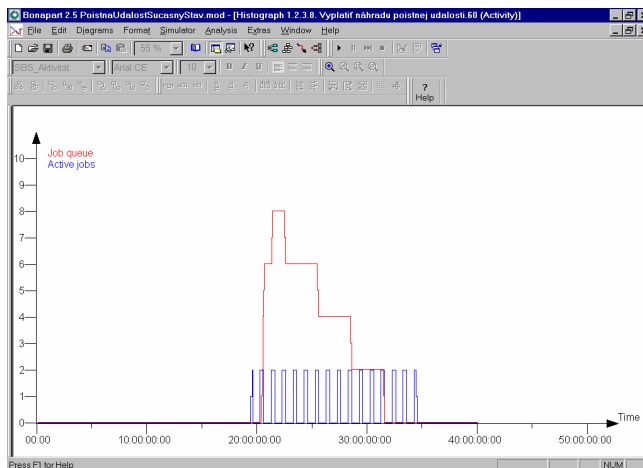 Bonapart 2.5 PoistnaUdalostSucasnyStav.mod - [Histograph 1.2.3.8. Vyplatiť náhradu poistnej udalosti.60 (Activity)]
File Edit Diagrams Format Simulator Analysis Extras Window Help
55 %
SBS_Aktivität Arial CE 10 B I U
? Help
Job queue
Active jobs
10
9
8
7
6
5
4
3
2
1
0
Time
00:00 10:00:00:00 20:00:00:00 30:00:00:00 40:00:00:00 50:00:00:00
Press F1 for Help NUM